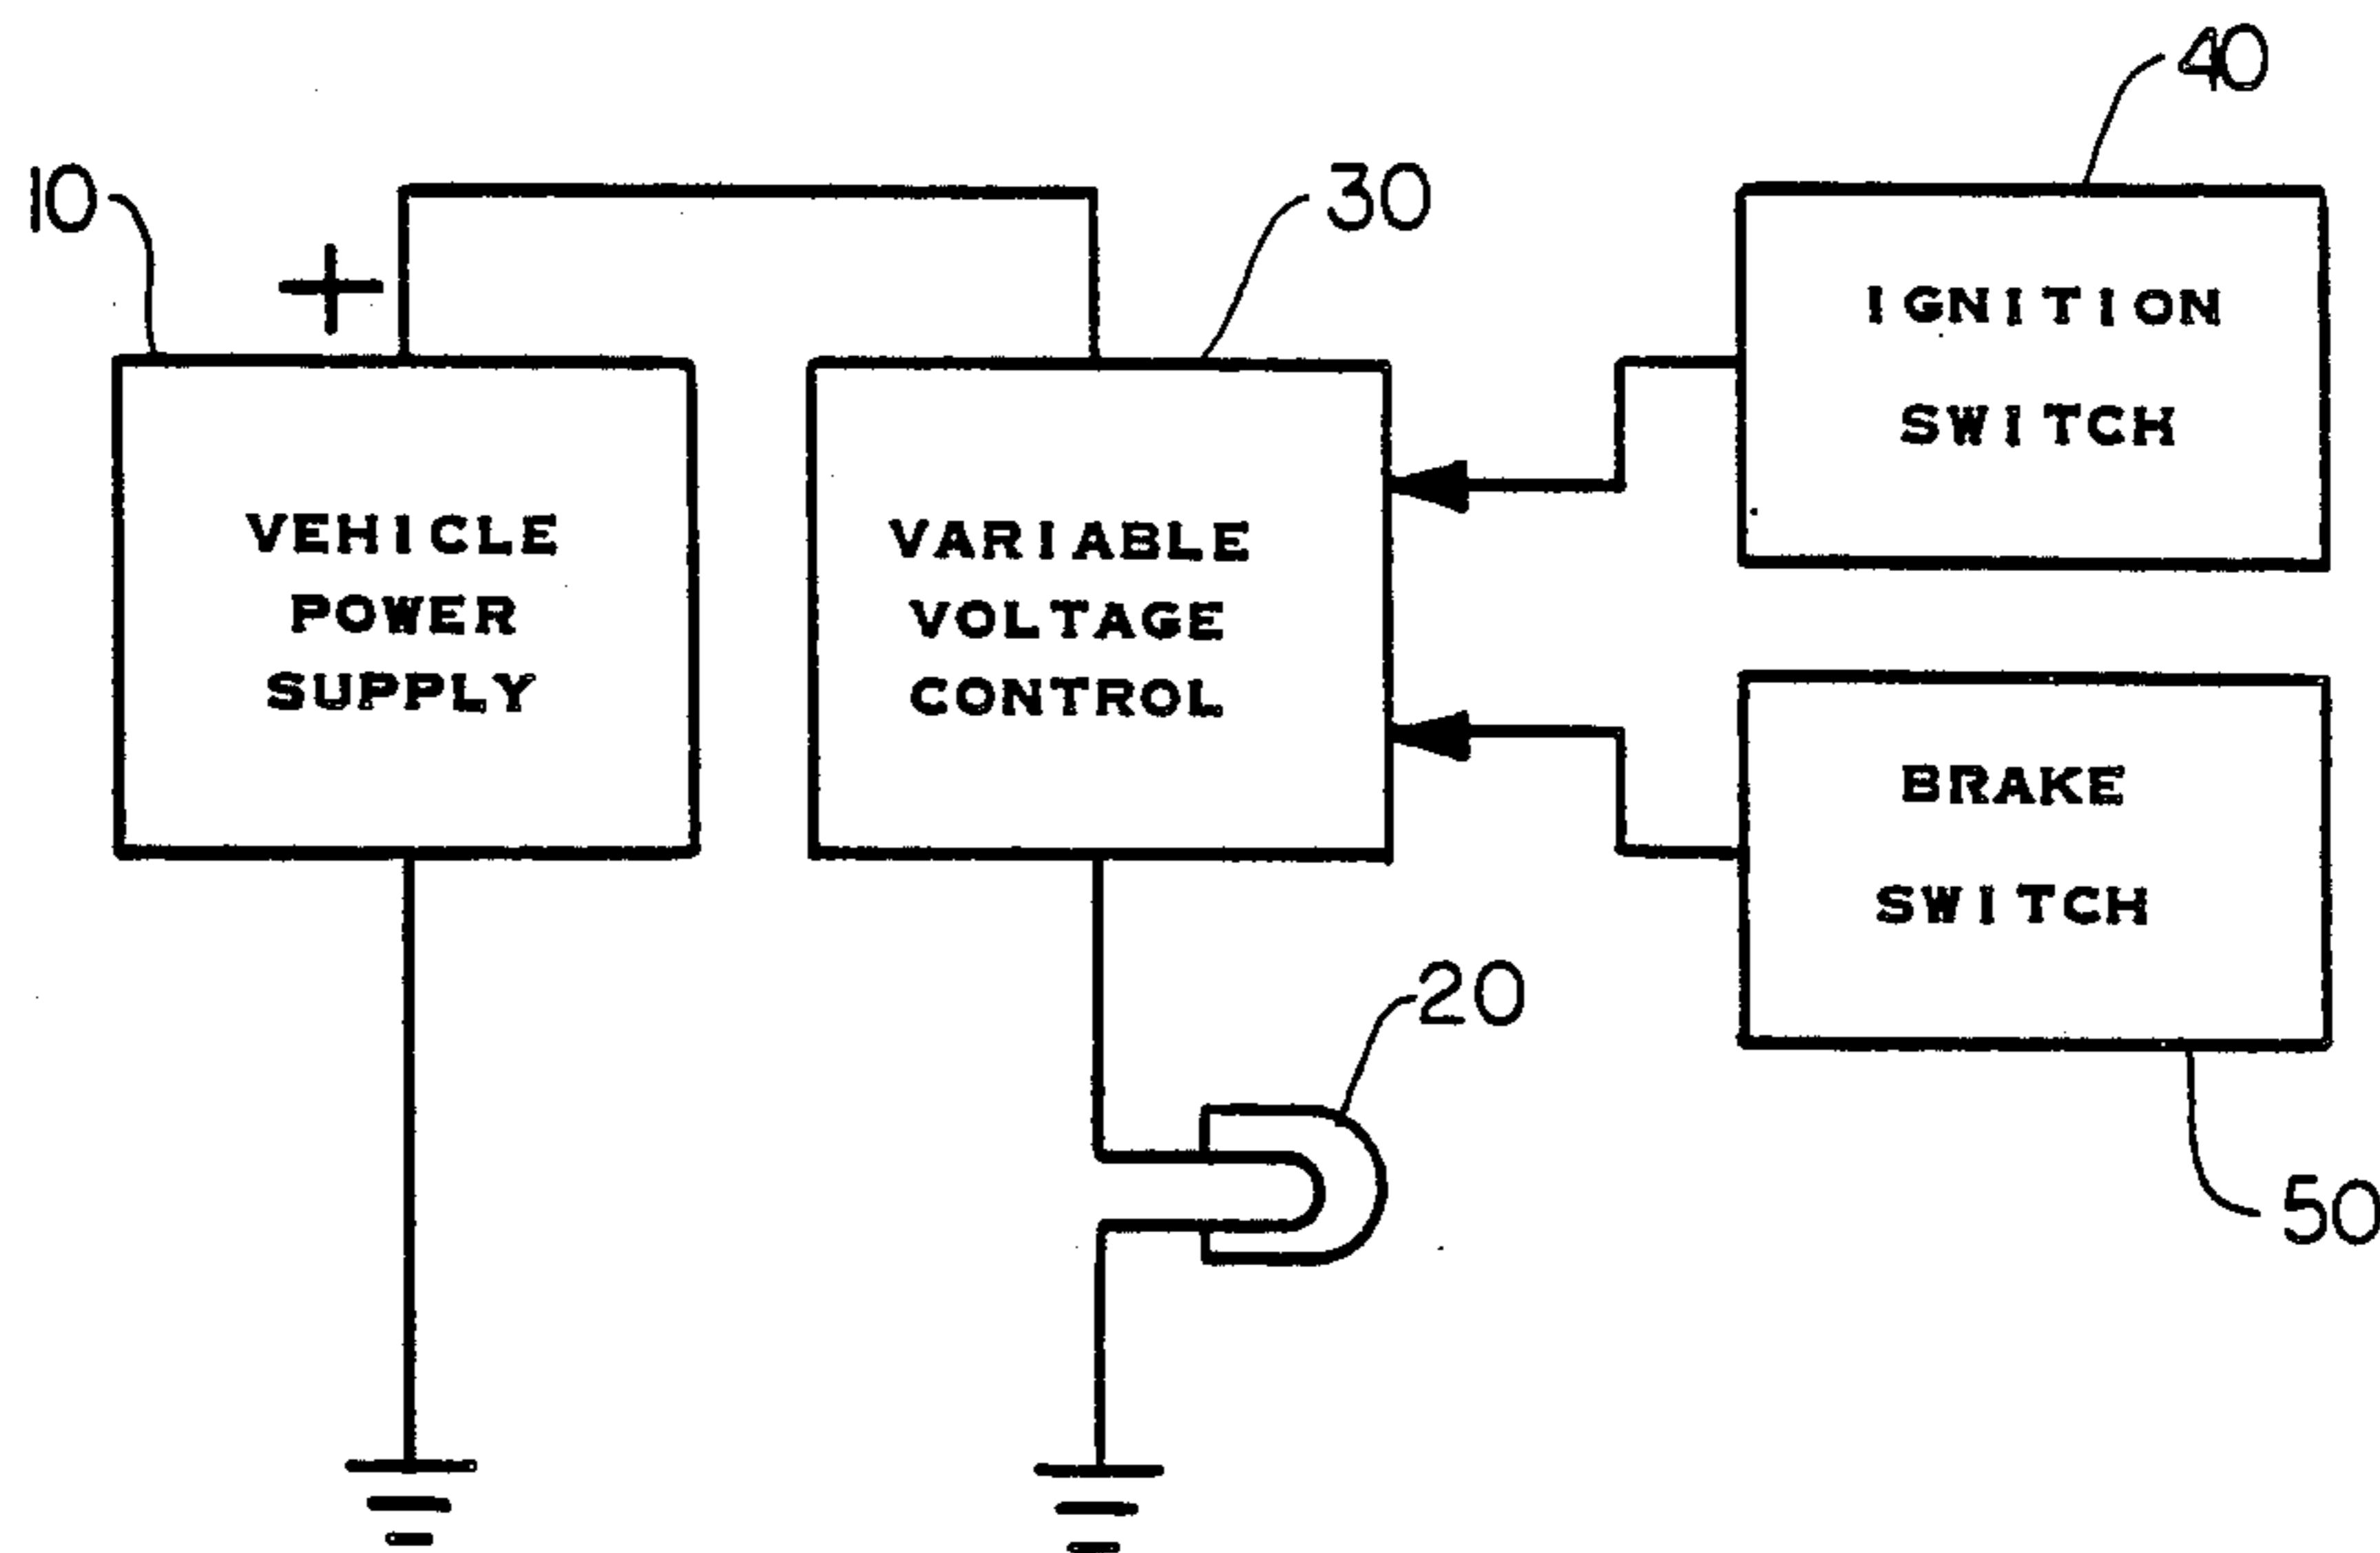 40
10
+
30
IGNITION
SWITCH
VEHICLE
POWER
SUPPLY
VARIABLE
VOLTAGE
CONTROL
BRAKE
SWITCH
20
50